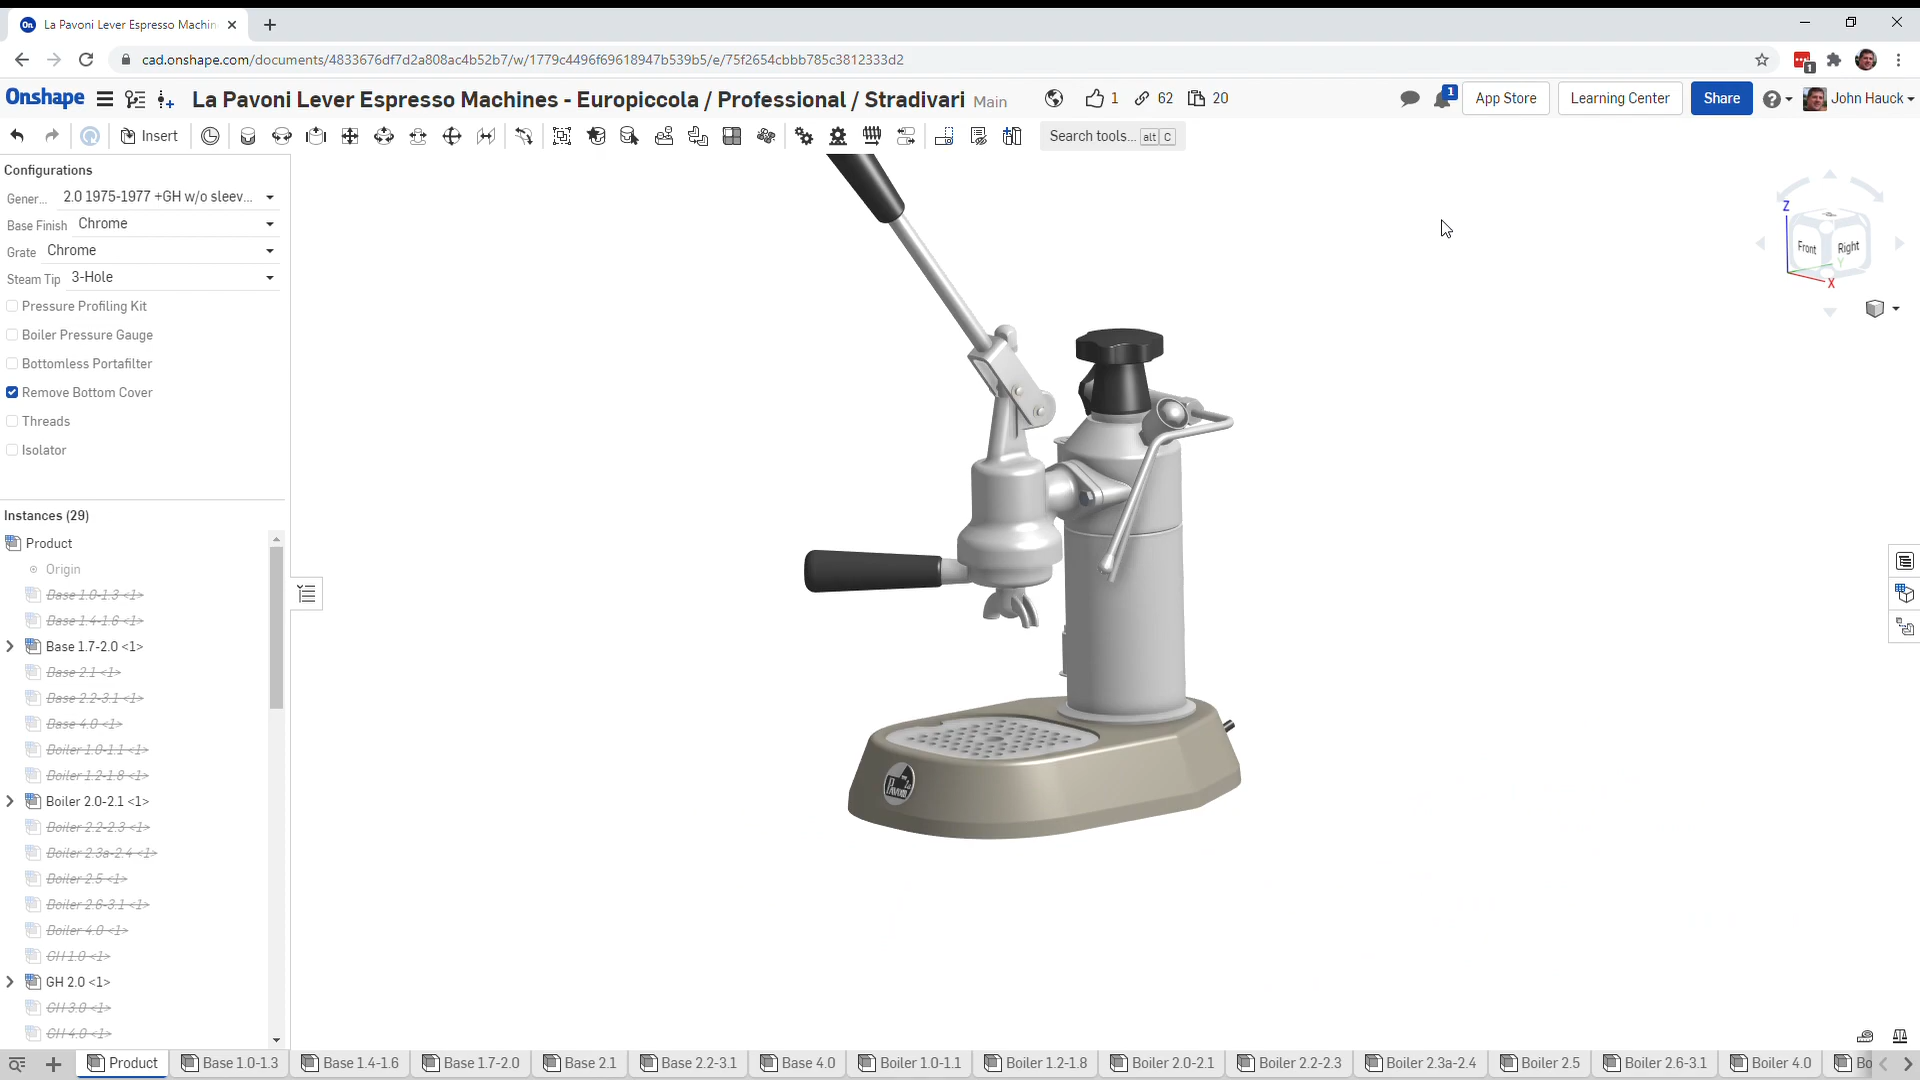 La Pavoni Lever Espresso Machin
cad.onshape.com/documents/4833676df7d2a808ac4b52b7/w/1779c4496f69618947b539b5/e/75f2654cbbb785c3812333d2
1
Onshape
La Pavoni Lever Espresso Machines - Europiccola / Professional / Stradivari Main
1
62
20
1
App Store
Learning Center
Share
John Hauck
Insert
Search tools... alt C
Configurations
Gener... 2.0 1975-1977 +GH w/o sleev...
Base Finish Chrome
Grate Chrome
Steam Tip 3-Hole
Pressure Profiling Kit
Boiler Pressure Gauge
Bottomless Portafilter
Remove Bottom Cover
Threads
Isolator
Instances (29)
Product
Origin
Base 1.0-1.3 <1>
Base 1.4-1.6 <1>
Base 1.7-2.0 <1>
Base 2.1 <1>
Base 2.2-3.1 <1>
Base 4.0 <1>
Boiler 1.0-1.1 <1>
Boiler 1.2-1.8 <1>
Boiler 2.0-2.1 <1>
Boiler 2.2-2.3 <1>
Boiler 2.3a-2.4 <1>
Boiler 2.5 <1>
Boiler 2.6-3.1 <1>
Boiler 4.0 <1>
GH 1.0 <1>
GH 2.0 <1>
GH 3.0 <1>
GH 4.0 <1>
Z
Front
Right
Y
X
Pavoni
Product
Base 1.0-1.3
Base 1.4-1.6
Base 1.7-2.0
Base 2.1
Base 2.2-3.1
Base 4.0
Boiler 1.0-1.1
Boiler 1.2-1.8
Boiler 2.0-2.1
Boiler 2.2-2.3
Boiler 2.3a-2.4
Boiler 2.5
Boiler 2.6-3.1
Boiler 4.0
Bo